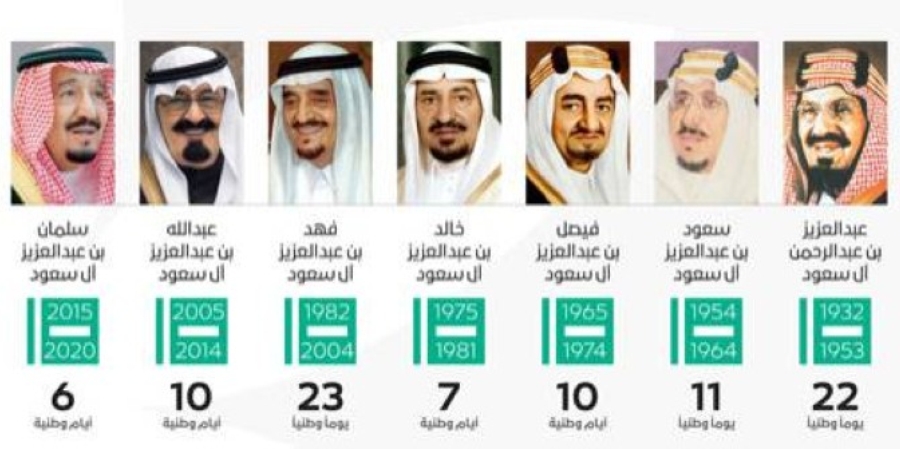 عبدالعزيز
بن عبدالرحمن
آل سعود
1932
1953
22
يوماً وطنياً
سعود
بن عبدالعزيز
آل سعود
1954
1964
11
يوماً وطنياً
فيصل
بن عبدالعزيز
آل سعود
1965
1974
10
أيام وطنية
خالد
بن عبدالعزيز
آل سعود
1975
1981
7
أيام وطنية
فهد
بن عبدالعزيز
آل سعود
1982
2004
23
يوماً وطنياً
عبدالله
بن عبدالعزيز
آل سعود
2005
2014
10
أيام وطنية
سلمان
بن عبدالعزيز
آل سعود
2015
2020
6
أيام وطنية